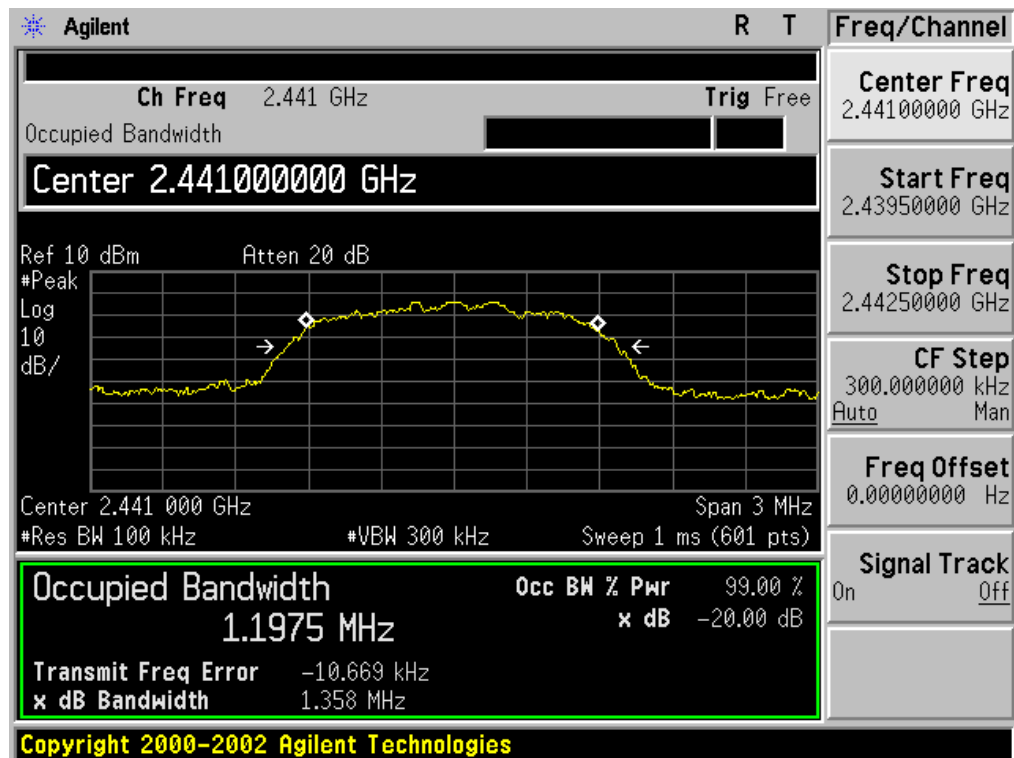 Agilent R T Freq/Channel
Ch Freq 2.441 GHz Trig Free
Occupied Bandwidth
Center 2.441000000 GHz
Ref 10 dBm Atten 20 dB
#Peak
Log
10
dB/
Center 2.441 000 GHz Span 3 MHz
#Res BW 100 kHz #VBW 300 kHz Sweep 1 ms (601 pts)
Occupied Bandwidth Occ BW % Pwr 99.00 %
1.1975 MHz x dB -20.00 dB
Transmit Freq Error -10.669 kHz
x dB Bandwidth 1.358 MHz
Center Freq
2.44100000 GHz
Start Freq
2.43950000 GHz
Stop Freq
2.44250000 GHz
CF Step
300.000000 kHz
Auto Man
Freq Offset
0.00000000 Hz
Signal Track
On Off
Copyright 2000-2002 Agilent Technologies